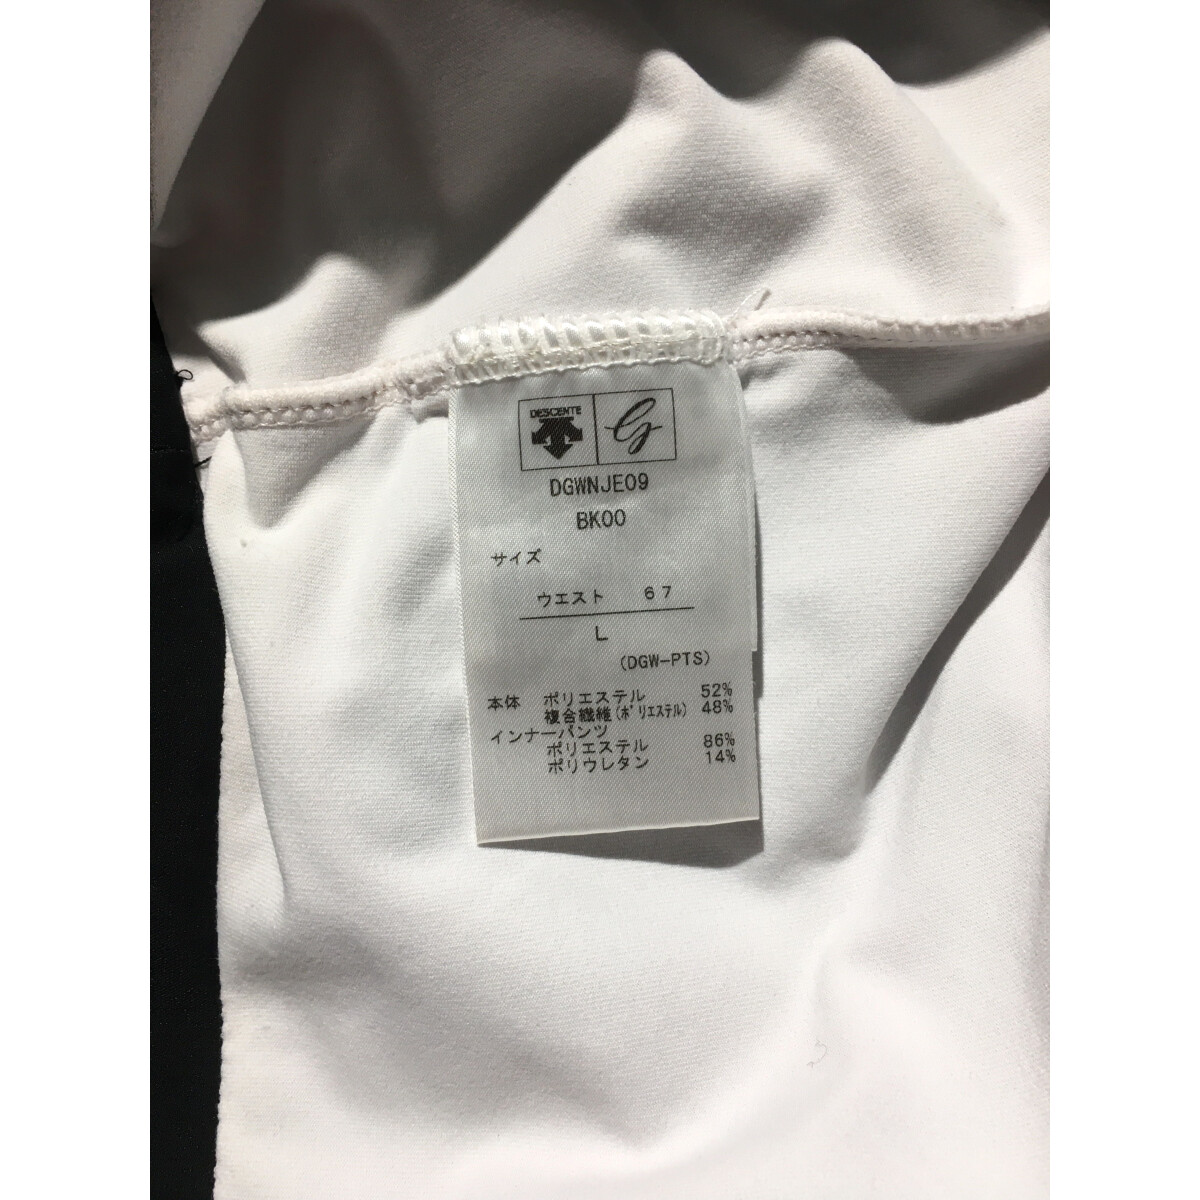 DESCENTE
G
DGWNJE09
BK00
サイズ
ウエスト 67
L
(DGW-PTS)
本体 ポリエステル 52%
複合繊維(ポリエステル) 48%
インナーパンツ
ポリエステル 86%
ポリウレタン 14%